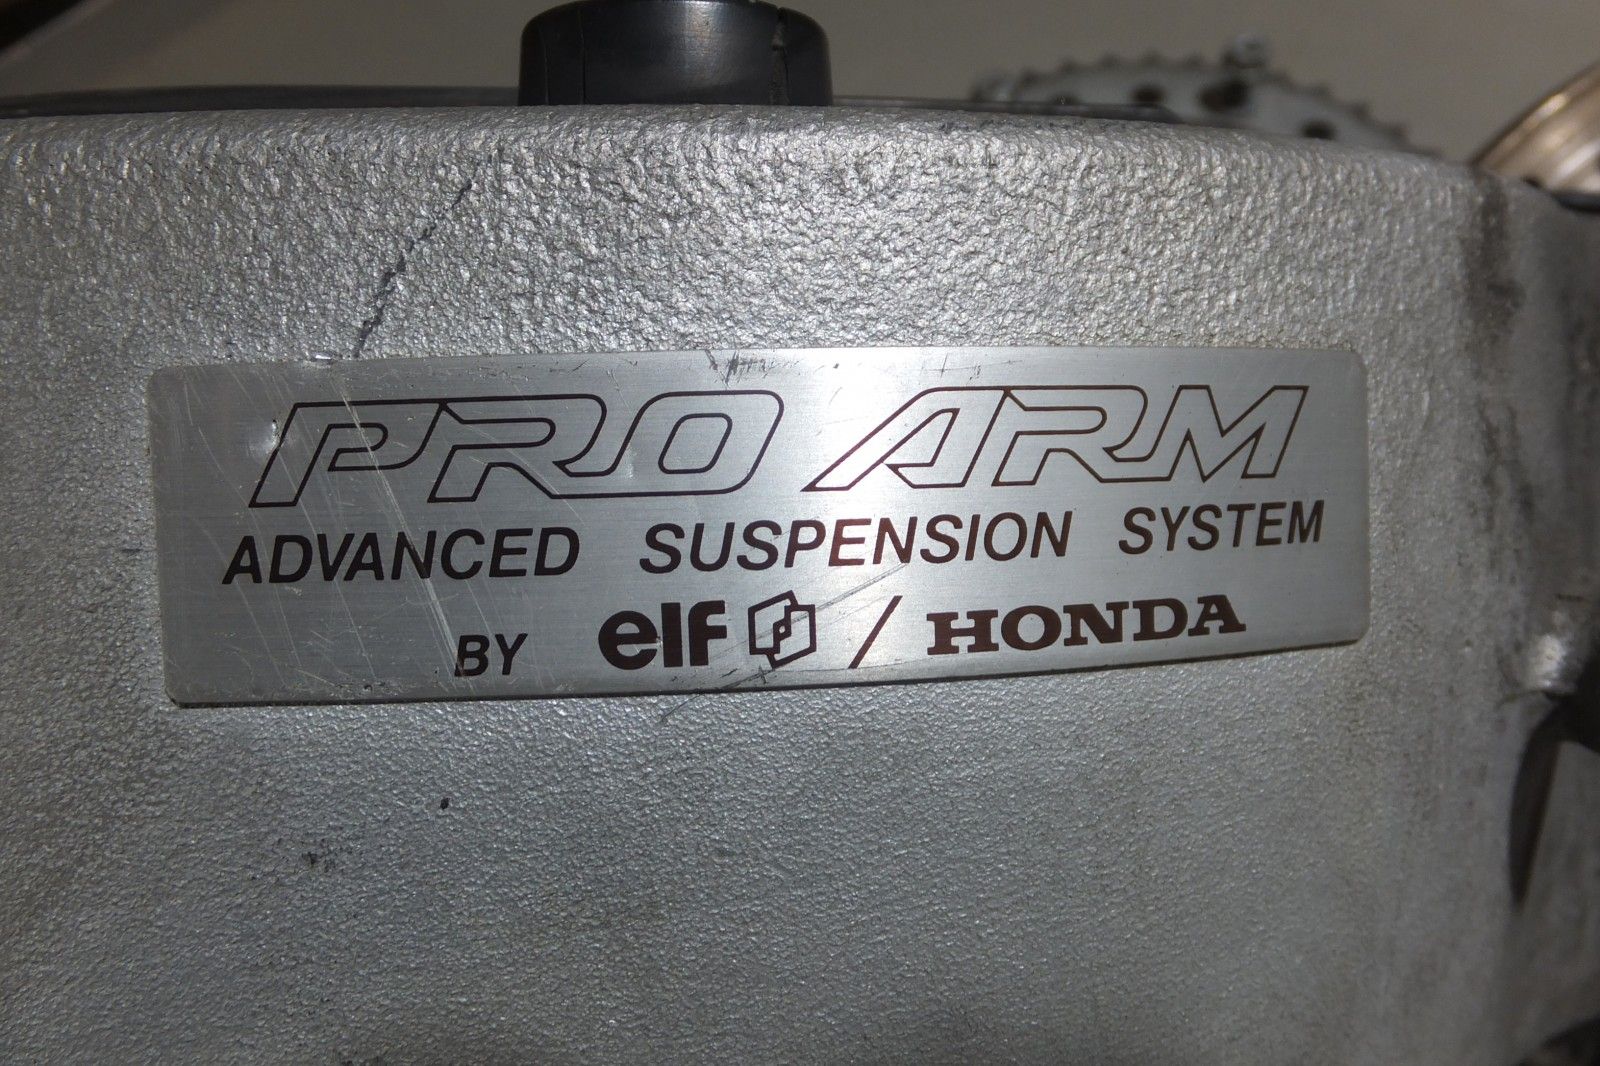 PRO ARM
ADVANCED SUSPENSION SYSTEM
BY elf / HONDA